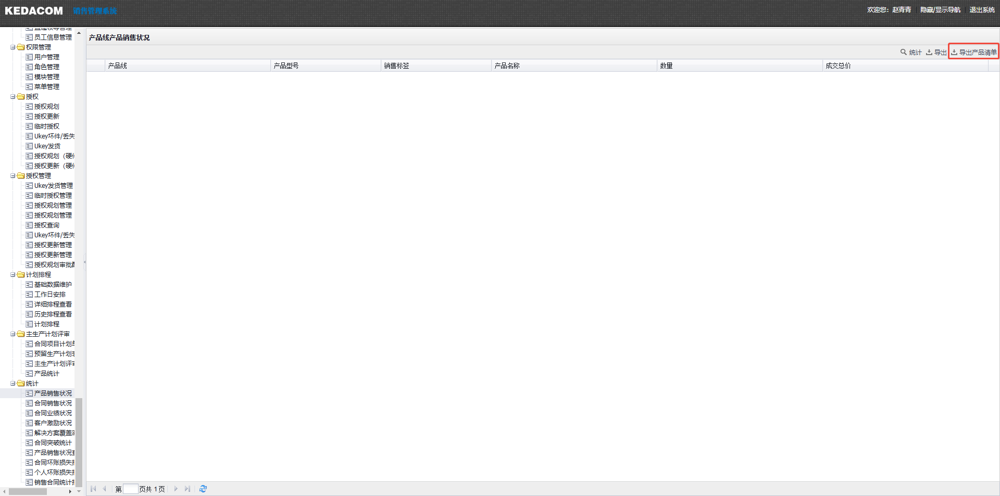 KEDACOM 销售管理系统
欢迎您: 赵青青 隐藏/显示导航 退出系统
员工信息管理
权限管理
用户管理
角色管理
模块管理
菜单管理
授权
授权规划
授权更新
临时授权
Ukey坏件/丢失
Ukey发货
授权规划（硬
授权更新（硬
授权管理
Ukey发货管理
临时授权管理
授权规划管理
授权规划管理
授权查询
Ukey坏件/丢失
授权更新管理
授权更新管理
授权规划审批
计划排程
基础数据维护
工作日安排
详细排程查看
历史排程查看
计划排程
主生产计划评审
合同项目计划
预留生产计划
主生产计划评
产品统计
统计
产品销售状况
合同销售状况
合同业绩状况
客户激励状况
解决方案覆盖
合同突破统计
产品销售状况
合同坏账损失
个人坏账损失
销售合同统计
产品线产品销售状况
统计 导出 导出产品清单
产品线 产品型号 销售标签 产品名称 数量 成交总价
第 页共 1 页